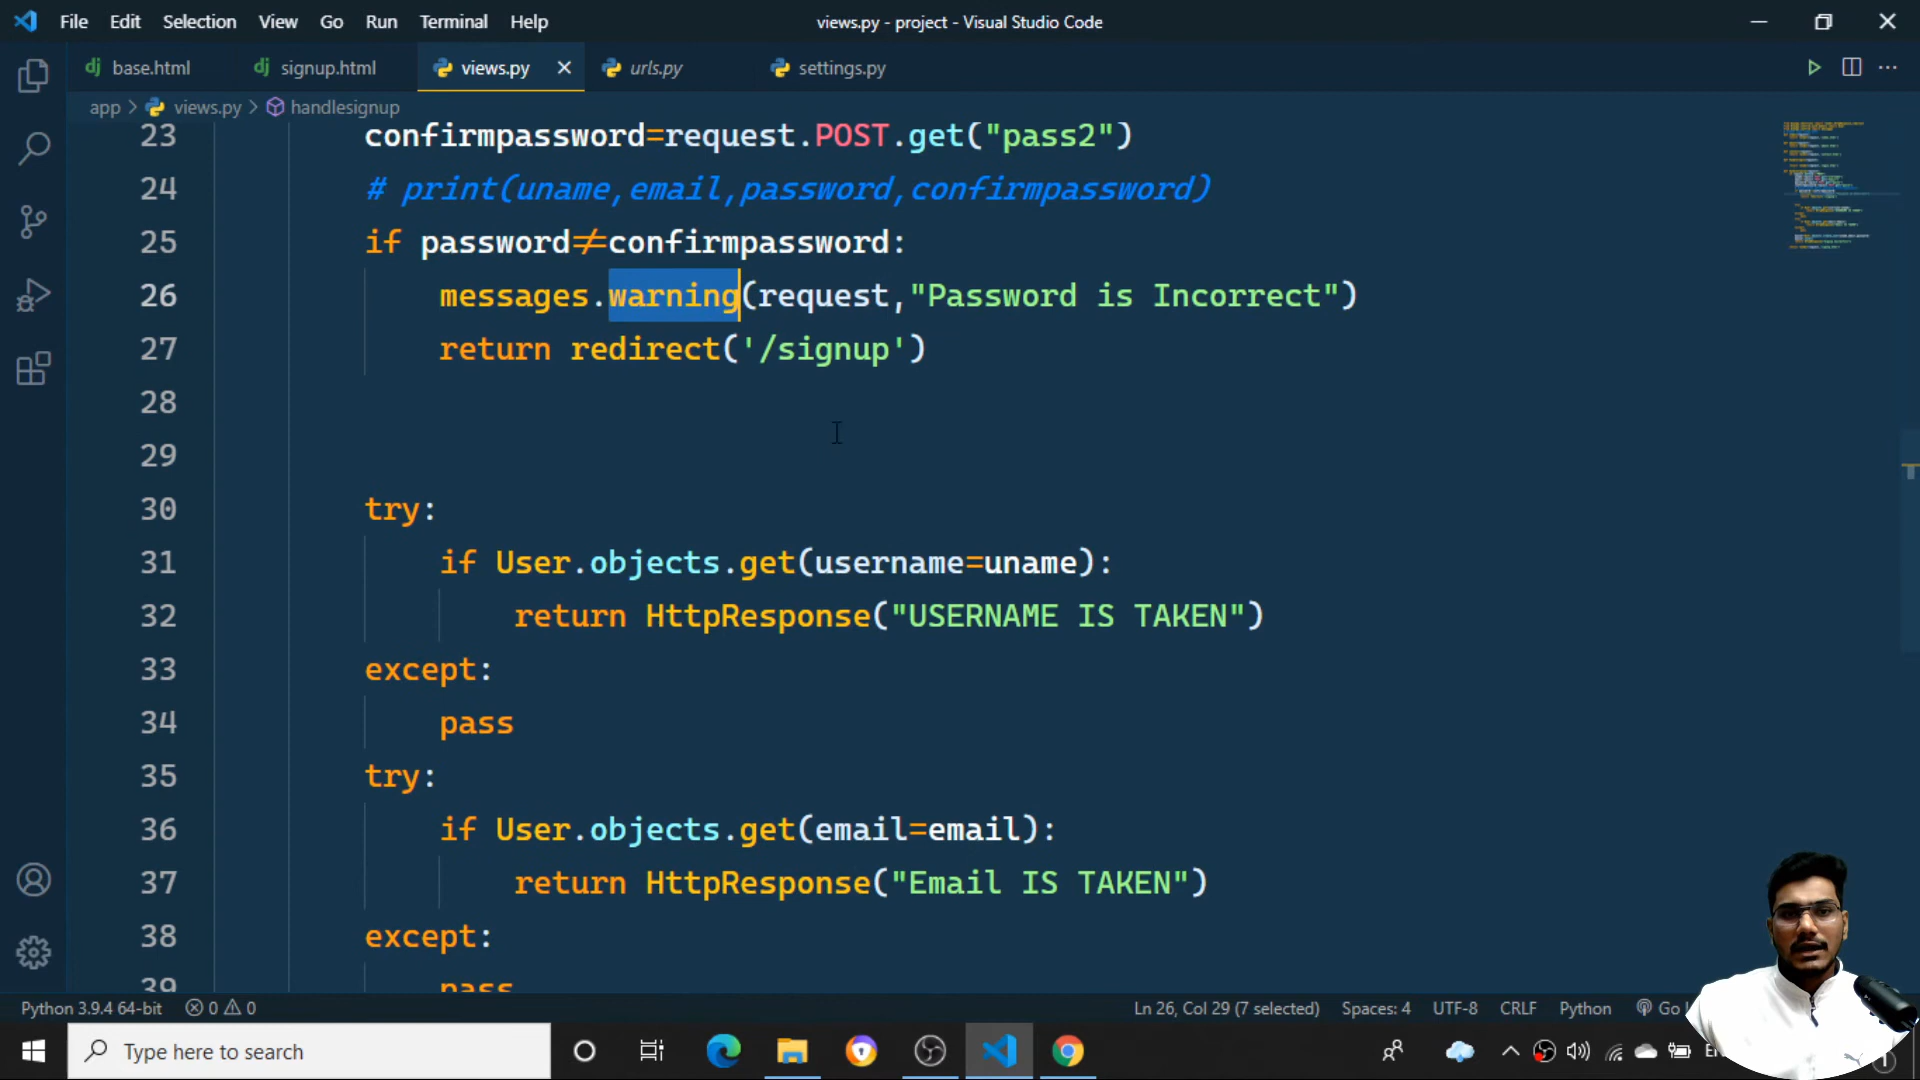 File Edit Selection View Go Run Terminal Help
views.py - project - Visual Studio Code
base.html signup.html views.py urls.py settings.py
app > views.py > handlesignup
23 confirmpassword=request.POST.get("pass2")
24 # print(uname,email,password,confirmpassword)
25 if password≠confirmpassword:
26 messages.warning(request,"Password is Incorrect")
27 return redirect('/signup')
28
29
30 try:
31 if User.objects.get(username=uname):
32 return HttpResponse("USERNAME IS TAKEN")
33 except:
34 pass
35 try:
36 if User.objects.get(email=email):
37 return HttpResponse("Email IS TAKEN")
38 except:
39 pass
Python 3.9.4 64-bit 0 0 Ln 26, Col 29 (7 selected) Spaces: 4 UTF-8 CRLF Python Go
Type here to search